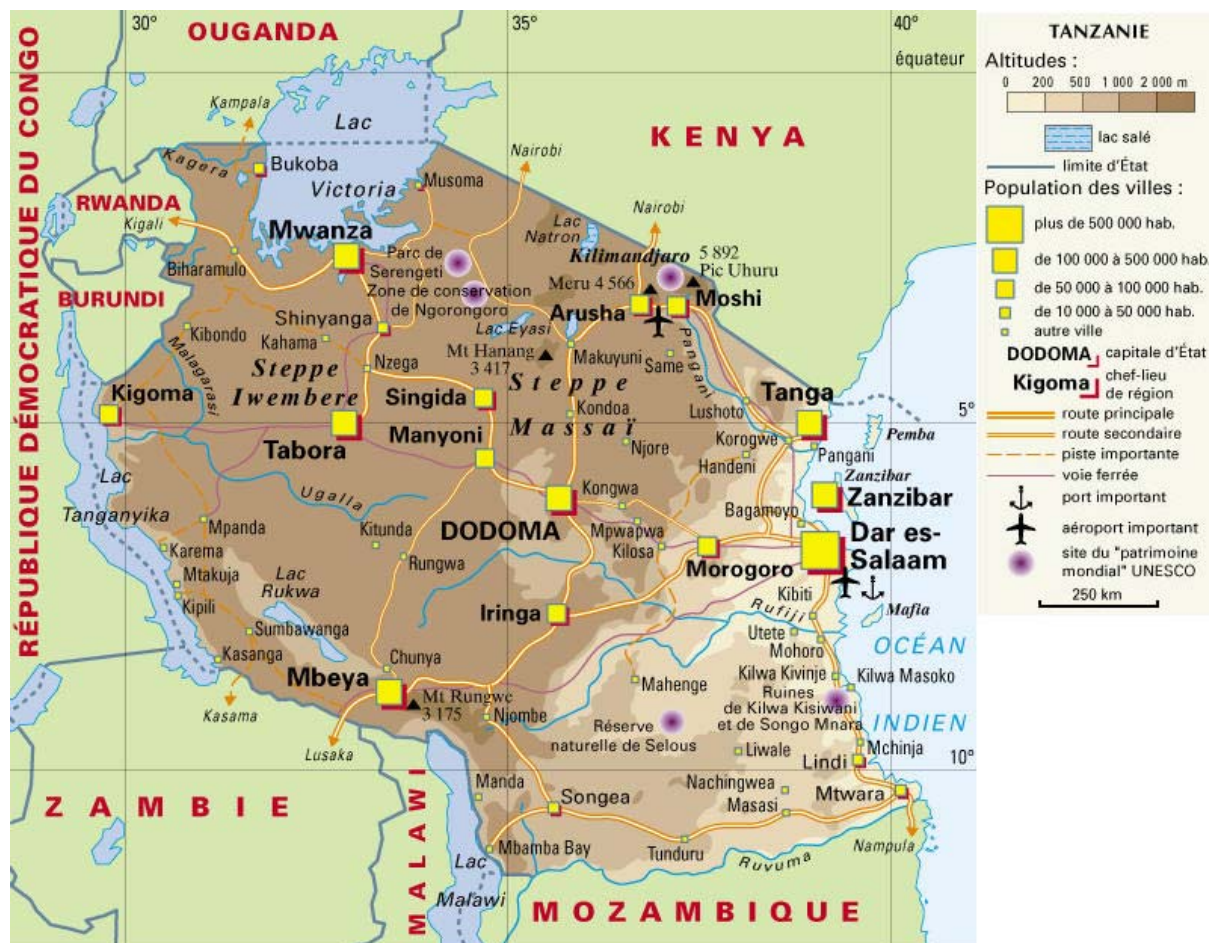 30°
35°
40°
OUGANDA
équateur
RÉPUBLIQUE DÉMOCRATIQUE DU CONGO
Kampala
Lac
Victoria
KENYA
Kagera
Bukoba
Nairobi
Musoma
RWANDA
Kigali
Mwanza
Lac
Natron
Nairobi
Parc de
Serengeti
Kilimandjaro
5 892
Pic Uhuru
Biharamulo
Zone de conservation
de Ngorongoro
Meru 4 566
BURUNDI
Arusha
Moshi
Shinyanga
Lac Eyasi
Kibondo
Kahama
Mt Hanang
3 417
Makuyuni
Same
Pangani
Malagarasi
Nzega
Steppe
Iwembere
Steppe
Massaï
Kigoma
Singida
Tanga
Kondoa
Lushoto
5°
Tabora
Manyoni
Njore
Korogwe
Pangani
Pemba
Handeni
Lac
Tanganyika
Ugalla
Kongwa
Zanzibar
Zanzibar
Bagamoyo
Mpanda
Kitunda
DODOMA
Mpwapwa
Kilosa
Dar es-
Salaam
Karema
Rungwa
Morogoro
Mtakuja
Lac
Rukwa
Kipili
Kibiti
Rufiji
Mafia
Iringa
Sumbawanga
Utete
Mohoro
OCÉAN
INDIEN
Kasanga
Chunya
Mbeya
Mahenge
Kilwa Kivinje
Kilwa Masoko
Ruines
de Kilwa Kisiwani
et de Songo Mnara
Mt Rungwe
3 175
Kasama
Njombe
Réserve
naturelle de Selous
Lusaka
Liwale
Mchinja
Lindi
10°
ZAMBIE
MALAWI
Manda
Songea
Nachingwea
Masasi
Mtwara
Mbamba Bay
Tunduru
Ruvuma
Nampula
Lac
Malawi
MOZAMBIQUE
TANZANIE
Altitudes :
0 200 500 1 000 2 000 m
lac salé
limite d'État
Population des villes :
plus de 500 000 hab.
de 100 000 à 500 000 hab.
de 50 000 à 100 000 hab.
de 10 000 à 50 000 hab.
autre ville
DODOMA capitale d'État
Kigoma chef-lieu
de région
route principale
route secondaire
piste importante
voie ferrée
port important
aéroport important
site du "patrimoine
mondial" UNESCO
250 km